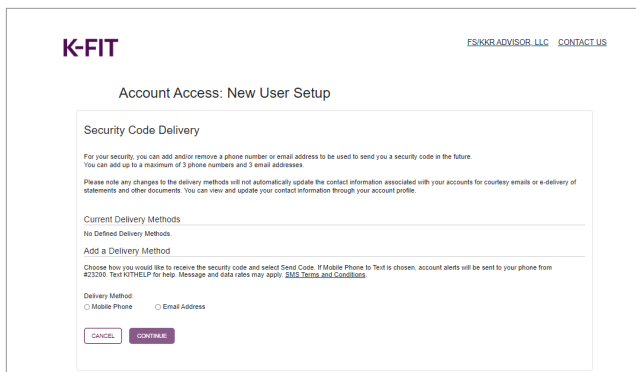 K-FIT
FS/KKR ADVISOR, LLC CONTACT US
Account Access: New User Setup
Security Code Delivery
For your security, you can add and/or remove a phone number or email address to be used to send you a security code in the future.
You can add up to a maximum of 3 phone numbers and 3 email addresses.
Please note any changes to the delivery methods will not automatically update the contact information associated with your accounts for courtesy emails or e-delivery of
statements and other documents. You can view and update your contact information through your account profile.
Current Delivery Methods
No Defined Delivery Methods.
Add a Delivery Method
Choose how you would like to receive the security code and select Send Code. If Mobile Phone to Text is chosen, account alerts will be sent to your phone from
#23200. Text KITHELP for help. Message and data rates may apply. SMS Terms and Conditions.
Delivery Method:
Mobile Phone Email Address
CANCEL CONTINUE